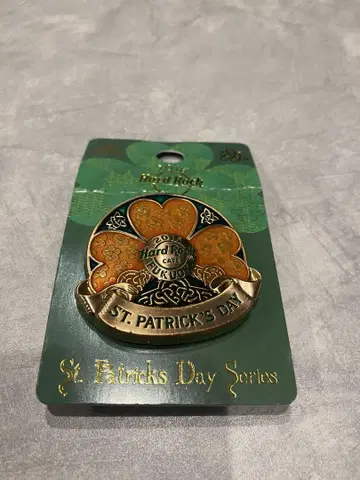 Hard Rock
Hard Rock
CAFE
ST. PATRICK'S DAY
St. Patricks Day Series